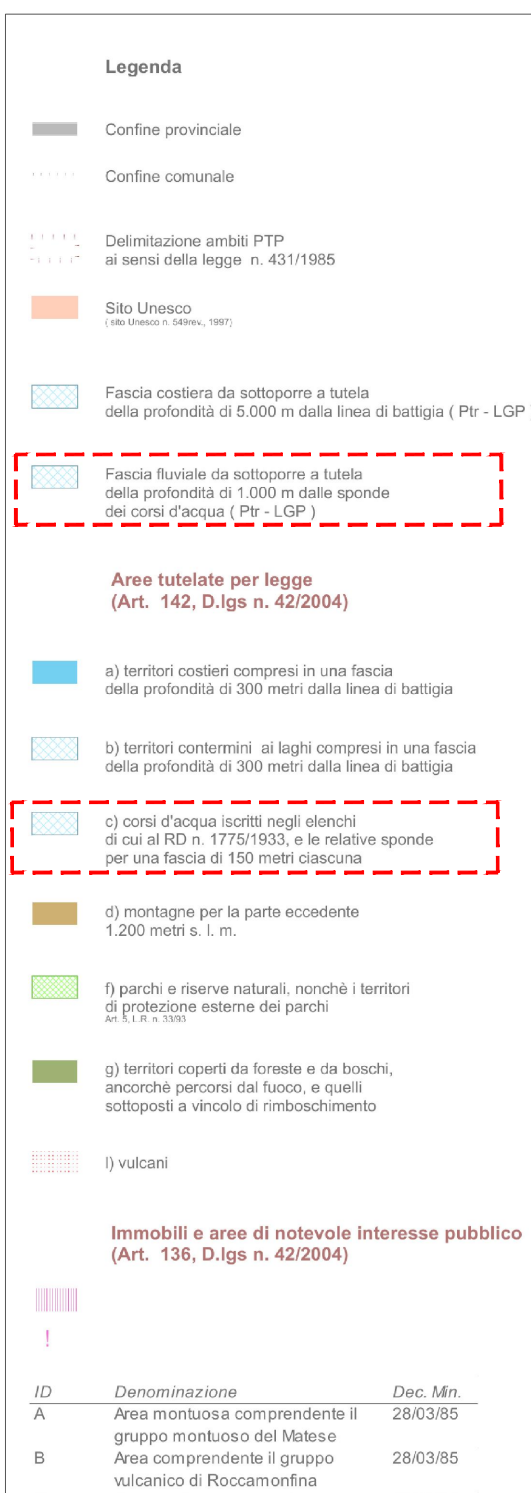 Legenda
Confine provinciale
Confine comunale
Delimitazione ambiti PTP
ai sensi della legge n. 431/1985
Sito Unesco
( sito Unesco n. 549rev., 1997)
Fascia costiera da sottoporre a tutela
della profondità di 5.000 m dalla linea di battigia ( Ptr - LGP )
Fascia fluviale da sottoporre a tutela
della profondità di 1.000 m dalle sponde
dei corsi d'acqua ( Ptr - LGP )
Aree tutelate per legge
(Art. 142, D.lgs n. 42/2004)
a) territori costieri compresi in una fascia
della profondità di 300 metri dalla linea di battigia
b) territori contermini ai laghi compresi in una fascia
della profondità di 300 metri dalla linea di battigia
c) corsi d'acqua iscritti negli elenchi
di cui al RD n. 1775/1933, e le relative sponde
per una fascia di 150 metri ciascuna
d) montagne per la parte eccedente
1.200 metri s. l. m.
f) parchi e riserve naturali, nonchè i territori
di protezione esterne dei parchi
Art. 5, L.R. n. 33/93
g) territori coperti da foreste e da boschi,
ancorchè percorsi dal fuoco, e quelli
sottoposti a vincolo di rimboschimento
l) vulcani
Immobili e aree di notevole interesse pubblico
(Art. 136, D.lgs n. 42/2004)
!
ID Denominazione Dec. Min.
A Area montuosa comprendente il 28/03/85
gruppo montuoso del Matese
B Area comprendente il gruppo 28/03/85
vulcanico di Roccamonfina